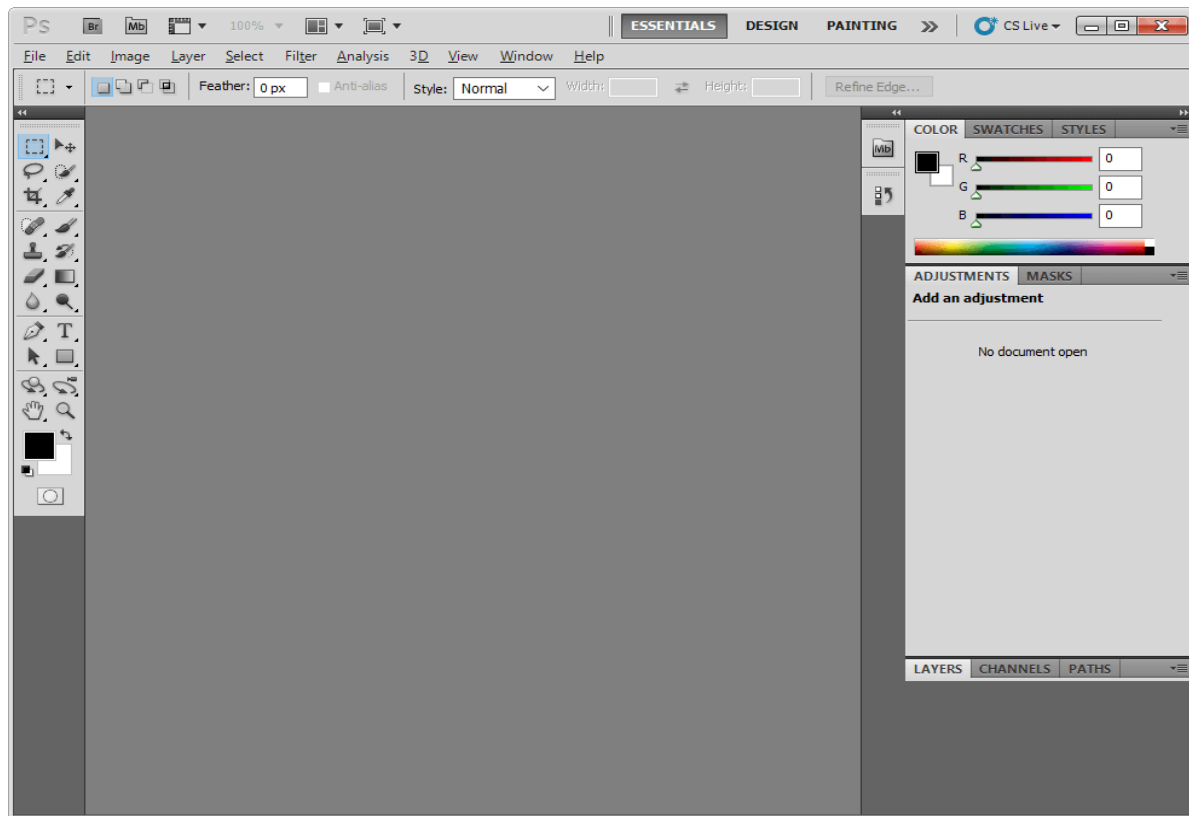 Ps Br Mb 100% ESSENTIALS DESIGN PAINTING CS Live
File Edit Image Layer Select Filter Analysis 3D View Window Help
Feather: 0 px Anti-alias Style: Normal Width: Height: Refine Edge...
COLOR SWATCHES STYLES
Mb
R 0
G 0
B 0
ADJUSTMENTS MASKS
Add an adjustment
T
No document open
LAYERS CHANNELS PATHS